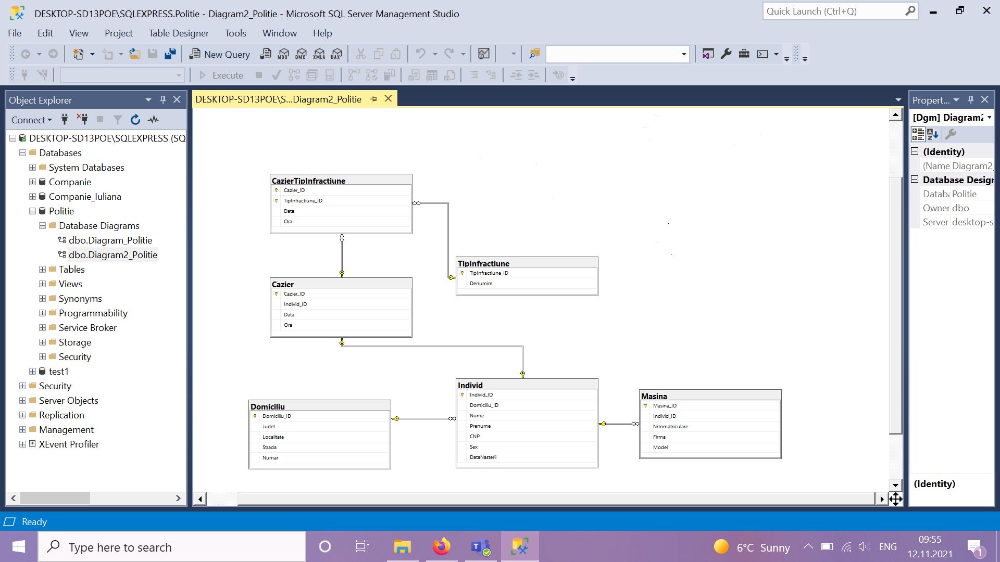 DESKTOP-SD13POE\SQLEXPRESS.Politie - Diagram2_Politie - Microsoft SQL Server Management Studio
Quick Launch (Ctrl+Q)
File Edit View Project Table Designer Tools Window Help
New Query MDX DMX XMLA DAX
Execute
Object Explorer
DESKTOP-SD13POE\S...Diagram2_Politie
Propert...
Connect
[Dgm] Diagram2
DESKTOP-SD13POE\SQLEXPRESS (SQ
Databases
System Databases
Companie
Companie_Iuliana
Politie
Database Diagrams
dbo.Diagram_Politie
dbo.Diagram2_Politie
Tables
Views
Synonyms
Programmability
Service Broker
Storage
Security
test1
Security
Server Objects
Replication
Management
XEvent Profiler
CazierTipInfractiune
Cazier_ID
TipInfractiune_ID
Data
Ora
TipInfractiune
TipInfractiune_ID
Denumire
Cazier
Cazier_ID
Individ_ID
Data
Ora
Domiciliu
Domiciliu_ID
Judet
Localitate
Strada
Numar
Individ
Individ_ID
Domiciliu_ID
Nume
Prenume
CNP
Sex
DataNasterii
Masina
Masina_ID
Individ_ID
NrInmatriculare
Firma
Model
(Identity)
(Name Diagram2_
Database Design
Databa Politie
Owner dbo
Server desktop-s
(Identity)
Ready
Type here to search
6°C Sunny
ENG
09:55
12.11.2021
1